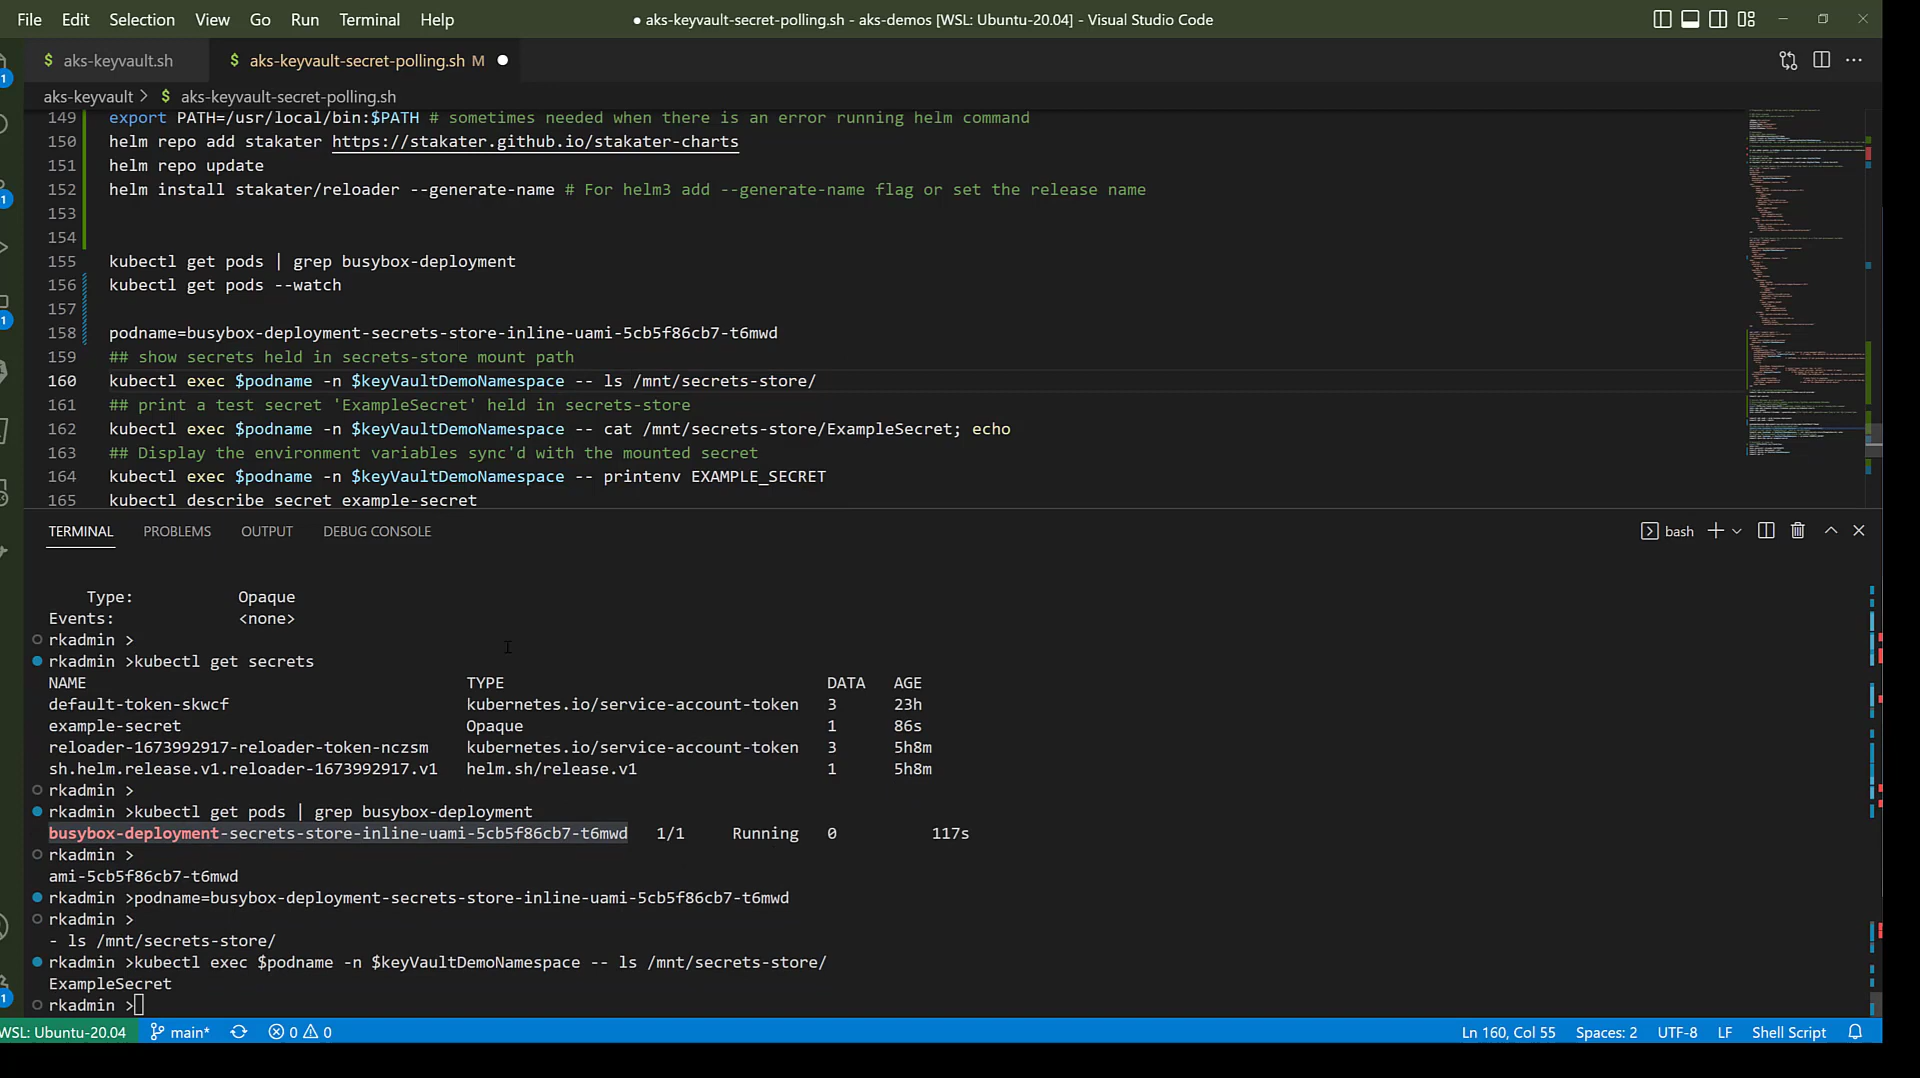 File Edit Selection View Go Run Terminal Help ● aks-keyvault-secret-polling.sh - aks-demos [WSL: Ubuntu-20.04] - Visual Studio Code
$ aks-keyvault.sh $ aks-keyvault-secret-polling.sh M ●
aks-keyvault > $ aks-keyvault-secret-polling.sh
149 export PATH=/usr/local/bin:$PATH # sometimes needed when there is an error running helm command
150 helm repo add stakater https://stakater.github.io/stakater-charts
151 helm repo update
152 helm install stakater/reloader --generate-name # For helm3 add --generate-name flag or set the release name
153
154
155 kubectl get pods | grep busybox-deployment
156 kubectl get pods --watch
157
158 podname=busybox-deployment-secrets-store-inline-uami-5cb5f86cb7-t6mwd
159 ## show secrets held in secrets-store mount path
160 kubectl exec $podname -n $keyVaultDemoNamespace -- ls /mnt/secrets-store/
161 ## print a test secret 'ExampleSecret' held in secrets-store
162 kubectl exec $podname -n $keyVaultDemoNamespace -- cat /mnt/secrets-store/ExampleSecret; echo
163 ## Display the environment variables sync'd with the mounted secret
164 kubectl exec $podname -n $keyVaultDemoNamespace -- printenv EXAMPLE_SECRET
165 kubectl describe secret example-secret
TERMINAL PROBLEMS OUTPUT DEBUG CONSOLE bash
Type: Opaque
Events: <none>
rkadmin >
rkadmin >kubectl get secrets
NAME TYPE DATA AGE
default-token-skwcf kubernetes.io/service-account-token 3 23h
example-secret Opaque 1 86s
reloader-1673992917-reloader-token-nczsm kubernetes.io/service-account-token 3 5h8m
sh.helm.release.v1.reloader-1673992917.v1 helm.sh/release.v1 1 5h8m
rkadmin >
rkadmin >kubectl get pods | grep busybox-deployment
busybox-deployment-secrets-store-inline-uami-5cb5f86cb7-t6mwd 1/1 Running 0 117s
rkadmin >
ami-5cb5f86cb7-t6mwd
rkadmin >podname=busybox-deployment-secrets-store-inline-uami-5cb5f86cb7-t6mwd
rkadmin >
- ls /mnt/secrets-store/
rkadmin >kubectl exec $podname -n $keyVaultDemoNamespace -- ls /mnt/secrets-store/
ExampleSecret
rkadmin >
WSL: Ubuntu-20.04 main* 0 0 Ln 160, Col 55 Spaces: 2 UTF-8 LF Shell Script
1
1
1
1